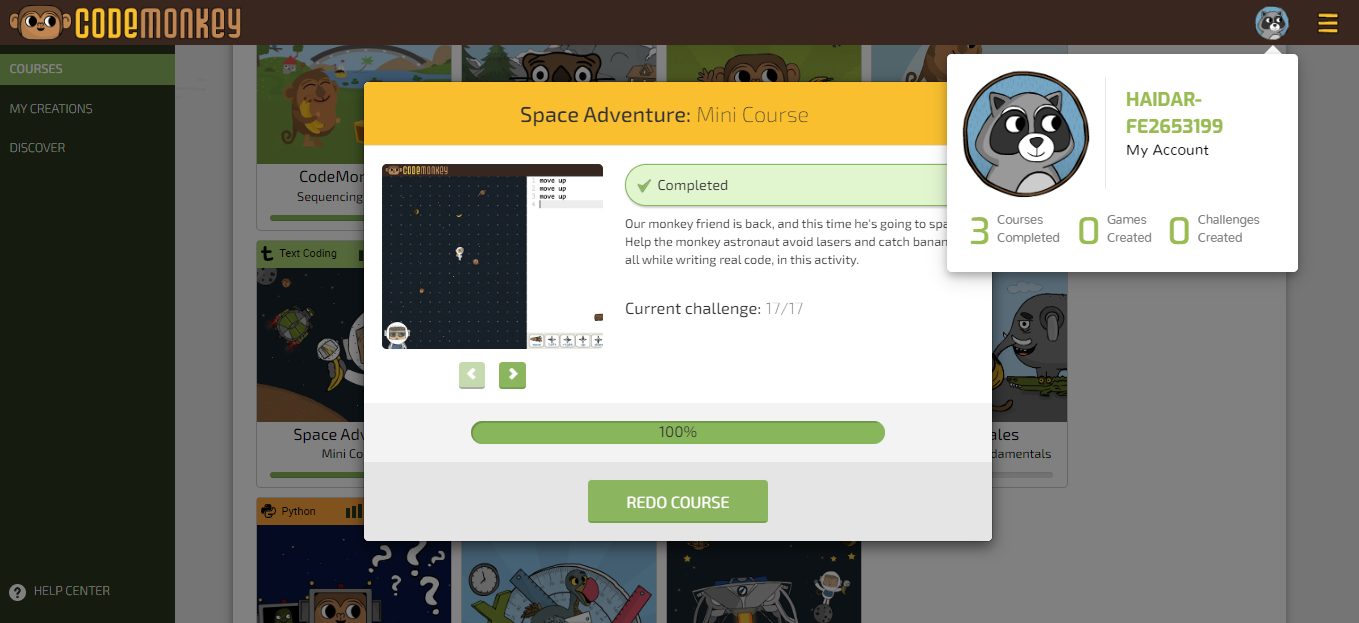 CODEMONKEY
COURSES
MY CREATIONS
DISCOVER
HELP CENTER
Space Adventure: Mini Course
CODEMONKEY
1 move up
2 move up
3 move up
4
Completed
Our monkey friend is back, and this time he's going to spa
Help the monkey astronaut avoid lasers and catch banan
all while writing real code, in this activity.
Current challenge: 17/17
100%
REDO COURSE
HAIDAR-
FE2653199
My Account
3 Courses Completed
0 Games Created
0 Challenges Created
CodeMon
Sequencing
Text Coding
Space Adv
Mini Co
ales
damentals
Python